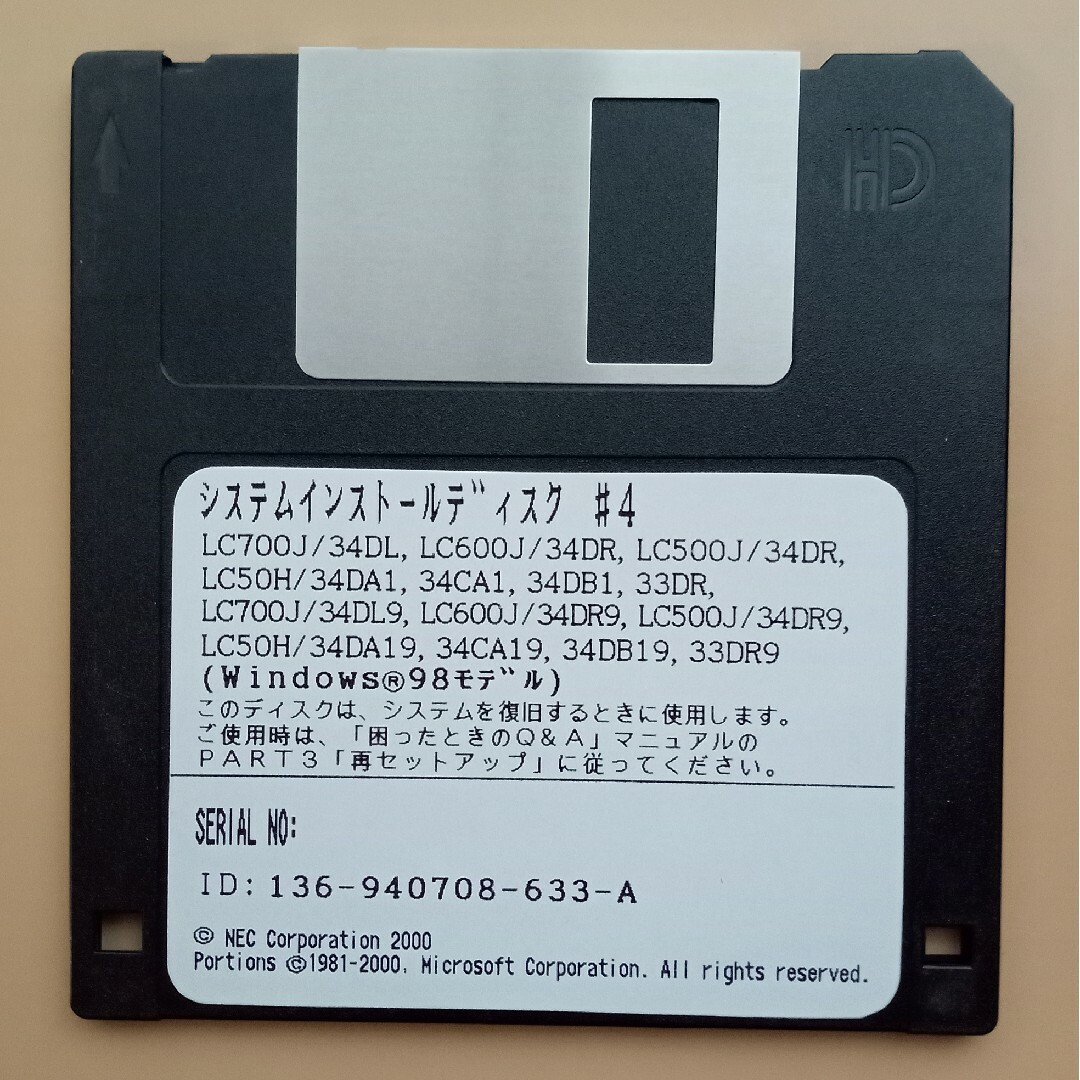 HD
システムインストールディスク #4
LC700J/34DL, LC600J/34DR, LC500J/34DR,
LC50H/34DA1, 34CA1, 34DB1, 33DR,
LC700J/34DL9, LC600J/34DR9, LC500J/34DR9,
LC50H/34DA19, 34CA19, 34DB19, 33DR9
(Windows®98モデル)
このディスクは、システムを復旧するときに使用します。
ご使用時は、「困ったときのQ&A」マニュアルの
PART3「再セットアップ」に従ってください。
SERIAL NO:
ID: 136-940708-633-A
© NEC Corporation 2000
Portions ©1981-2000, Microsoft Corporation. All rights reserved.